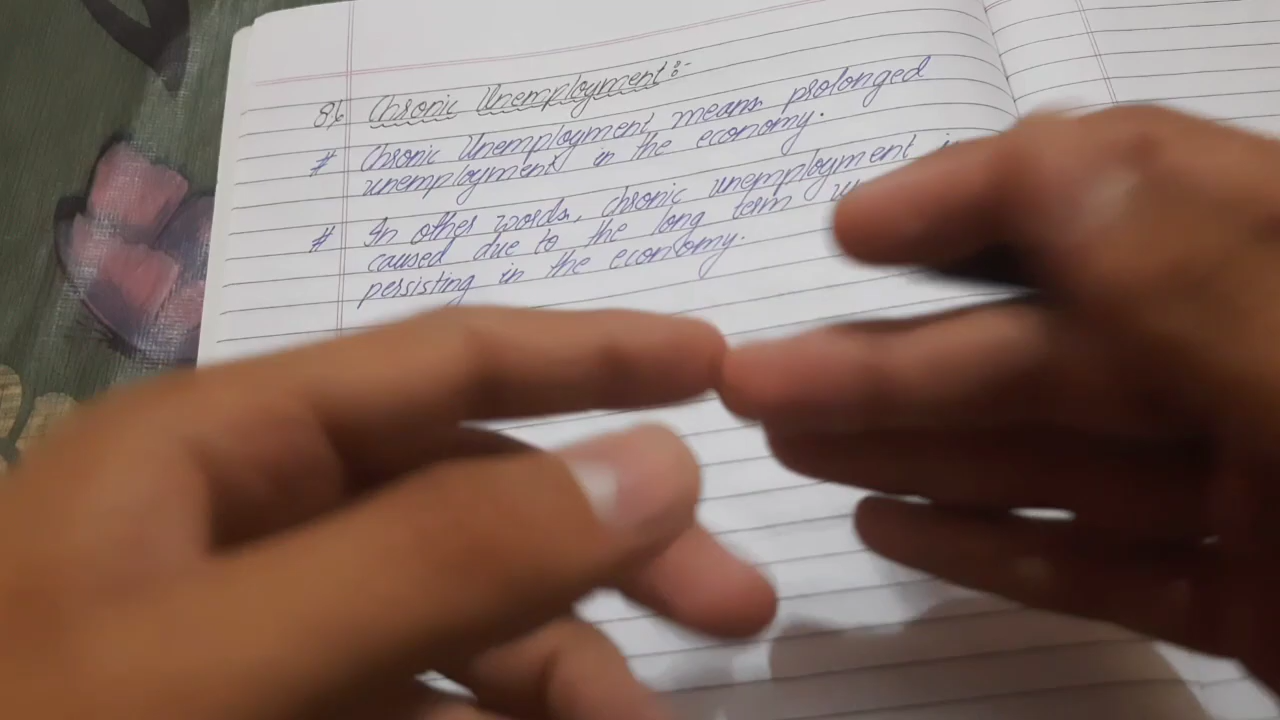 8) Chronic Unemployment:-
# Chronic Unemployment means prolonged
unemployment in the economy.
# In other words, chronic unemployment
caused due to the long term
persisting in the economy.